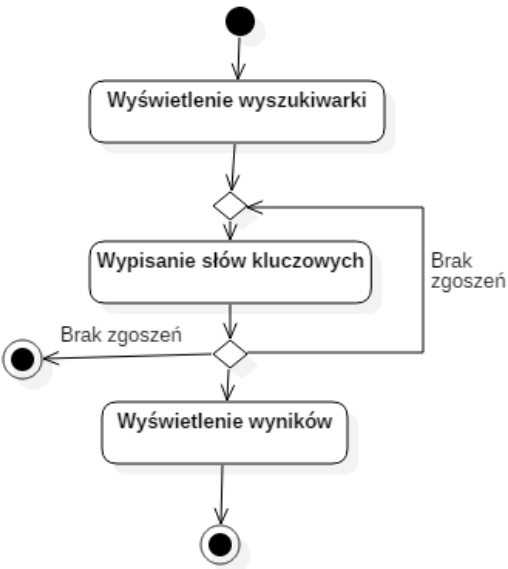 Wyświetlenie wyszukiwarki
Wypisanie słów kluczowych
Brak
zgoszeń
Brak zgoszeń
Wyświetlenie wyników